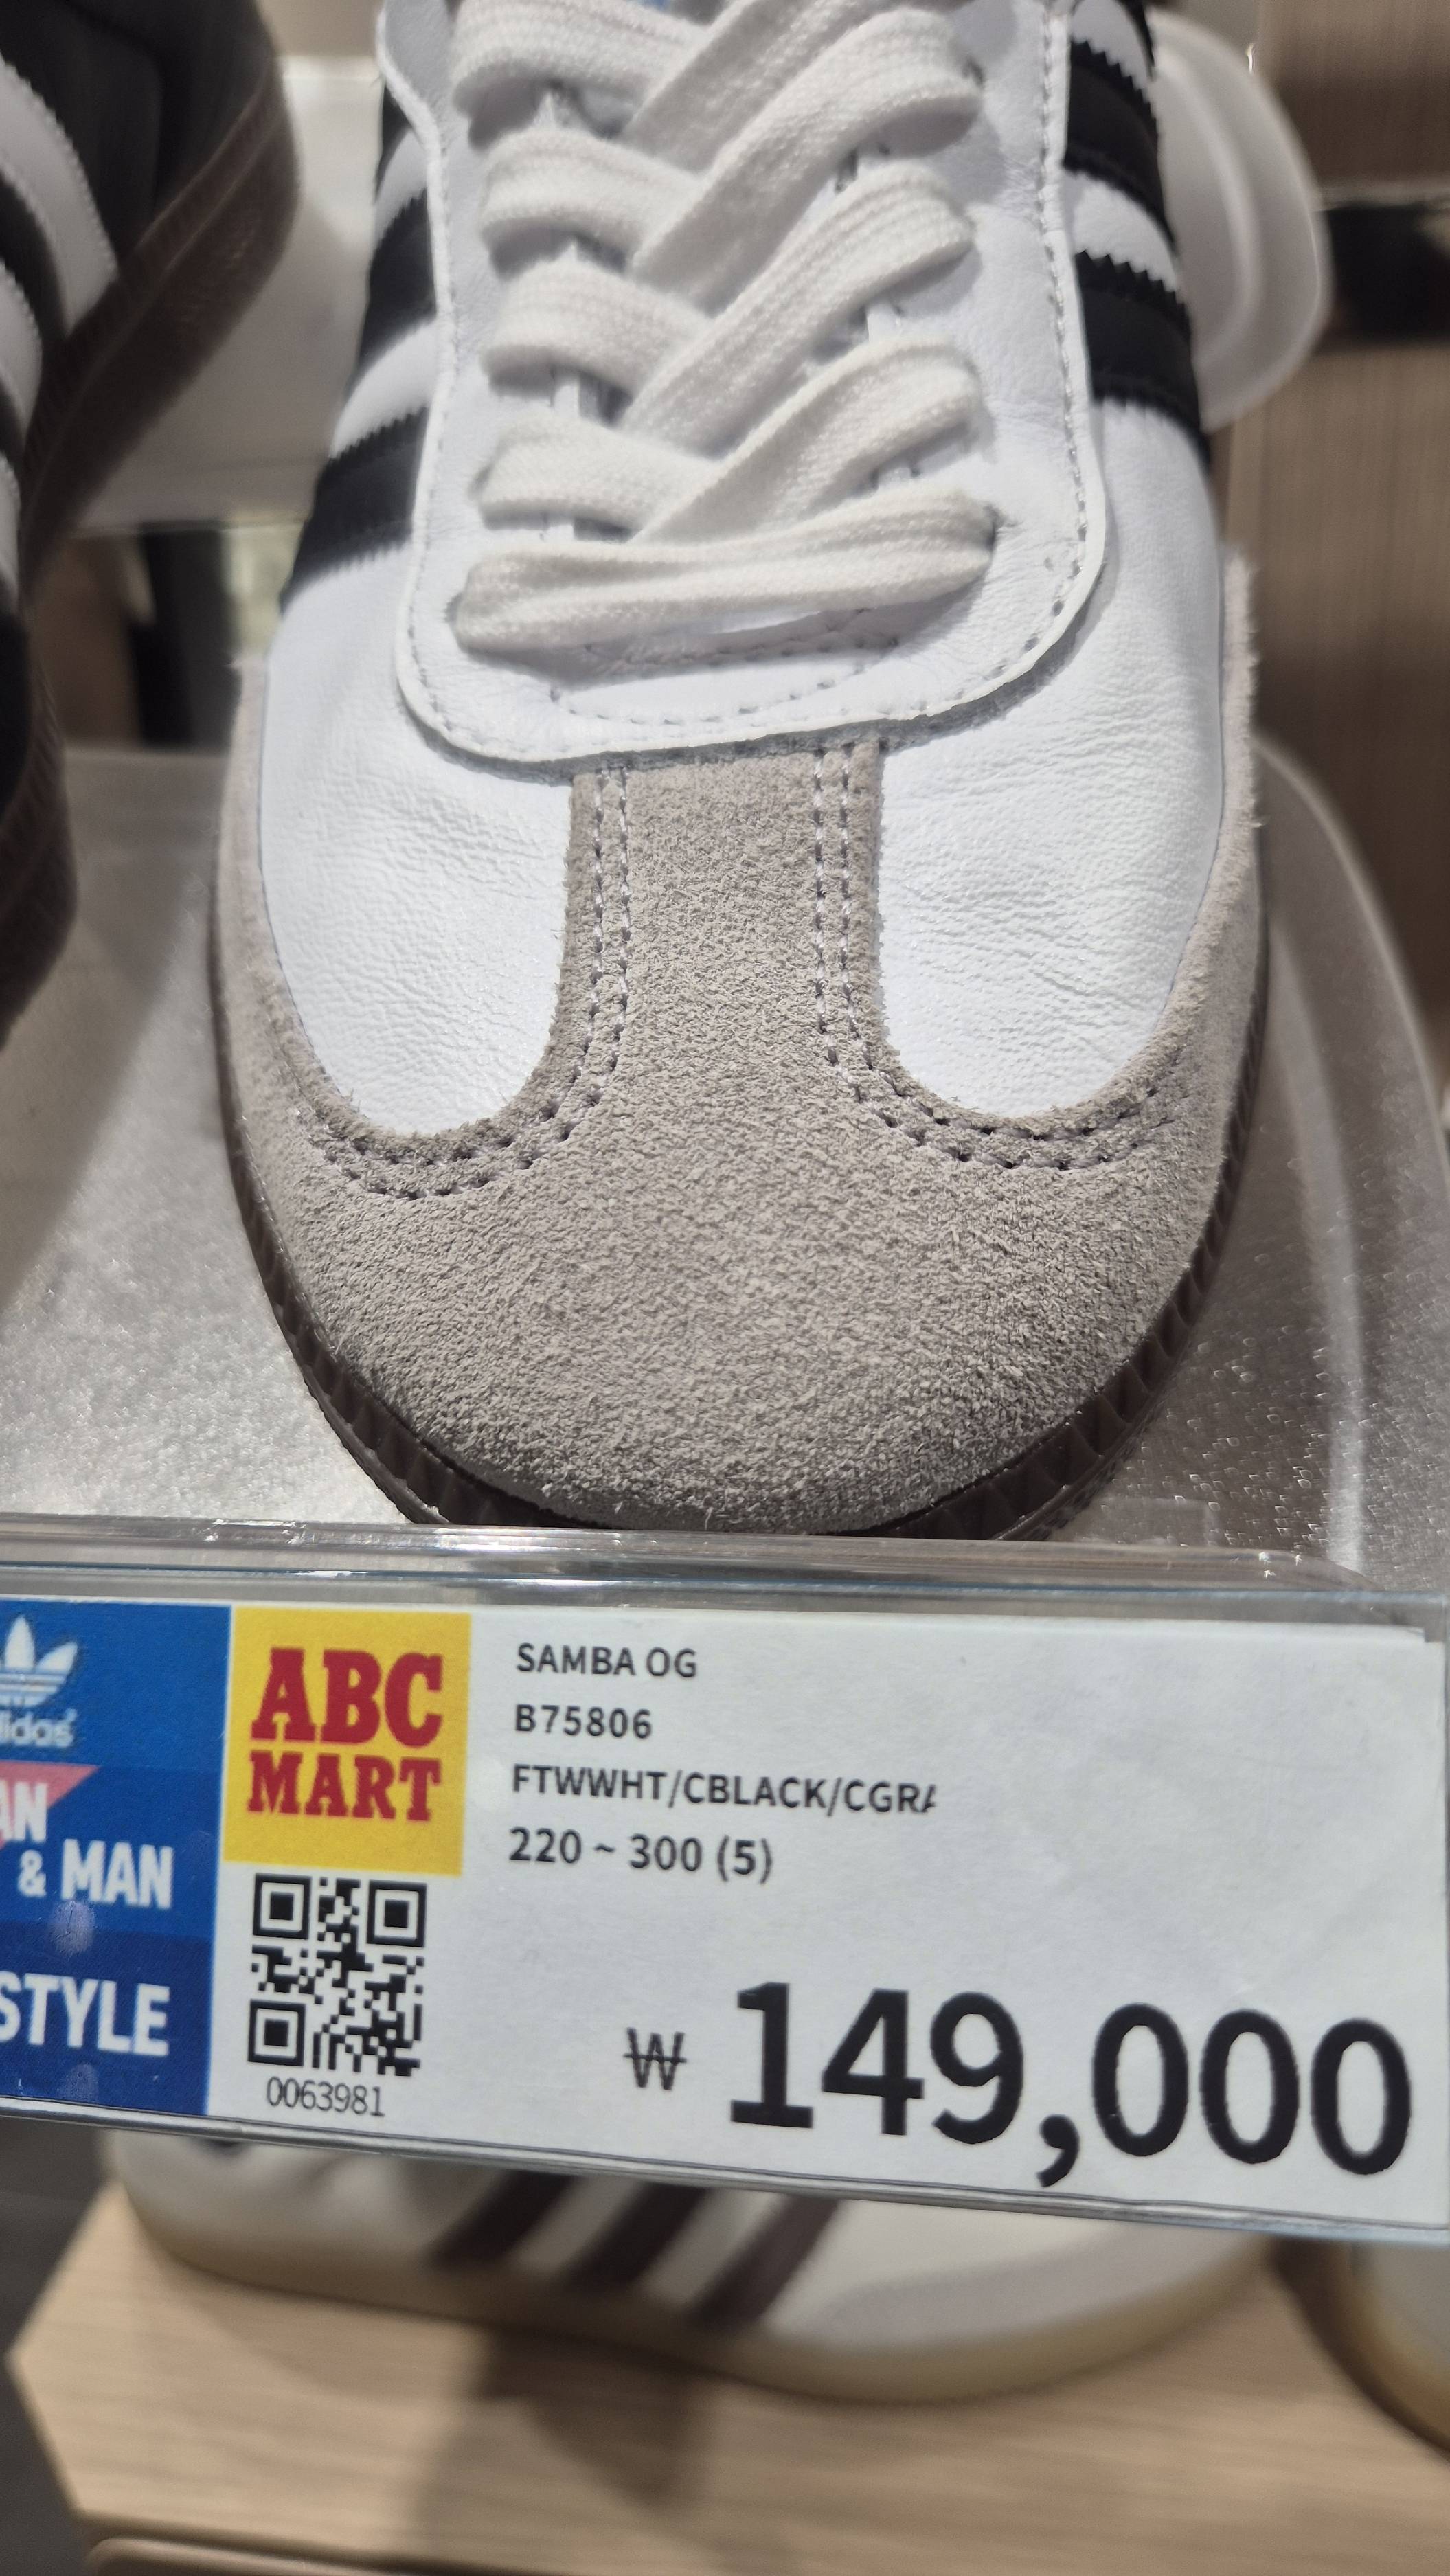 ABC
MART
SAMBA OG
B75806
FTWWHT/CBLACK/CGRA
220 ~ 300 (5)
& MAN
STYLE
0063981
₩ 149,000